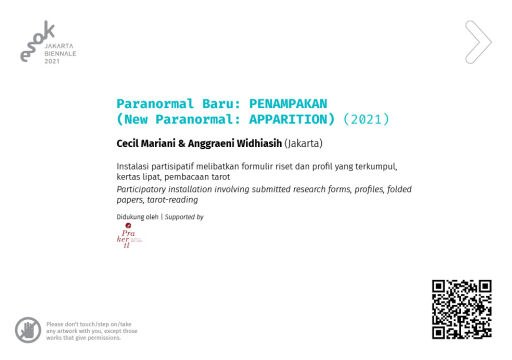 esok
JAKARTA
BIENNALE
2021
Paranormal Baru: PENAMPAKAN
(New Paranormal: APPARITION) (2021)
Cecil Mariani & Anggraeni Widhiasih (Jakarta)
Instalasi partisipatif melibatkan formulir riset dan profil yang terkumpul,
kertas lipat, pembacaan tarot
Participatory installation involving submitted research forms, profiles, folded
papers, tarot-reading
Didukung oleh | Supported by
Pra
her
il
Please don't touch/step on/take
any artwork with you, except those
works that give permissions.